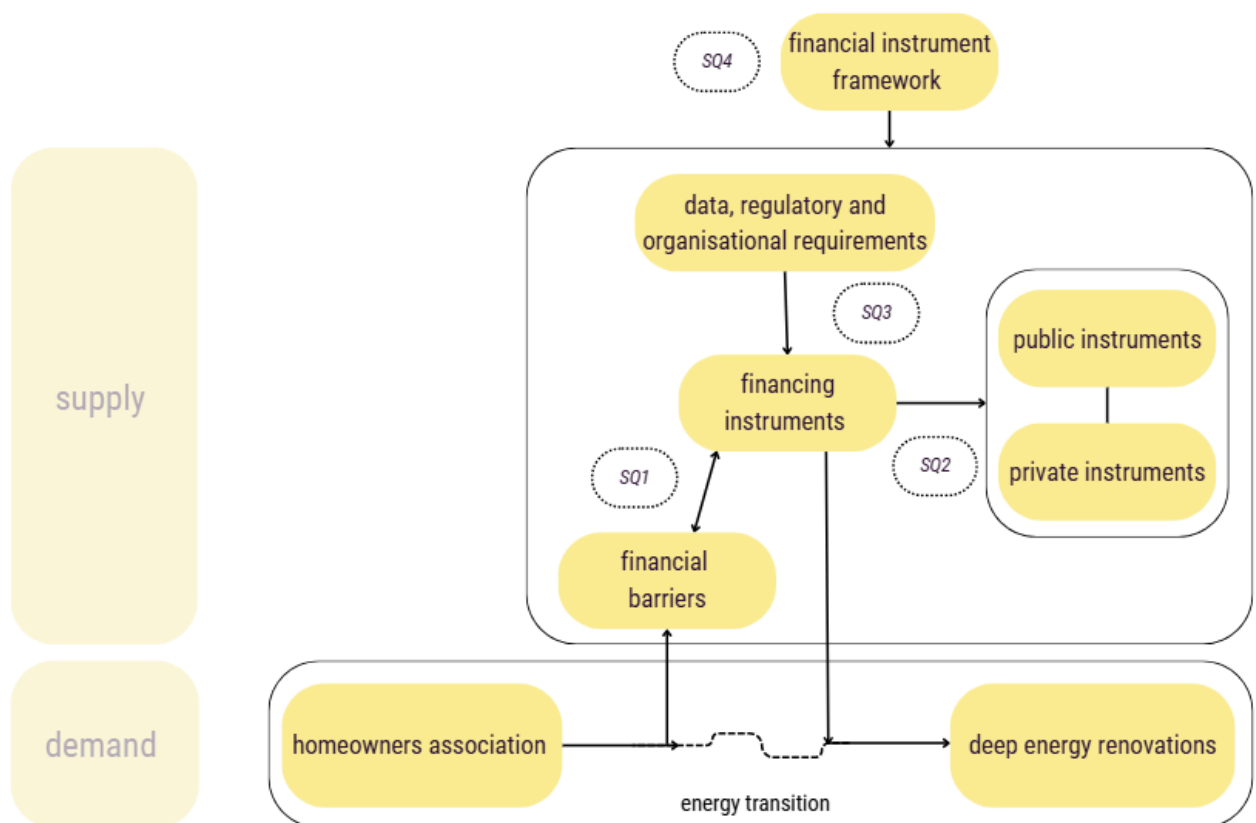 financial instrument
framework
SQ4
data, regulatory and
organisational requirements
SQ3
public instruments
financing
instruments
supply
SQ2
private instruments
SQ1
financial
barriers
demand
homeowners association
deep energy renovations
energy transition